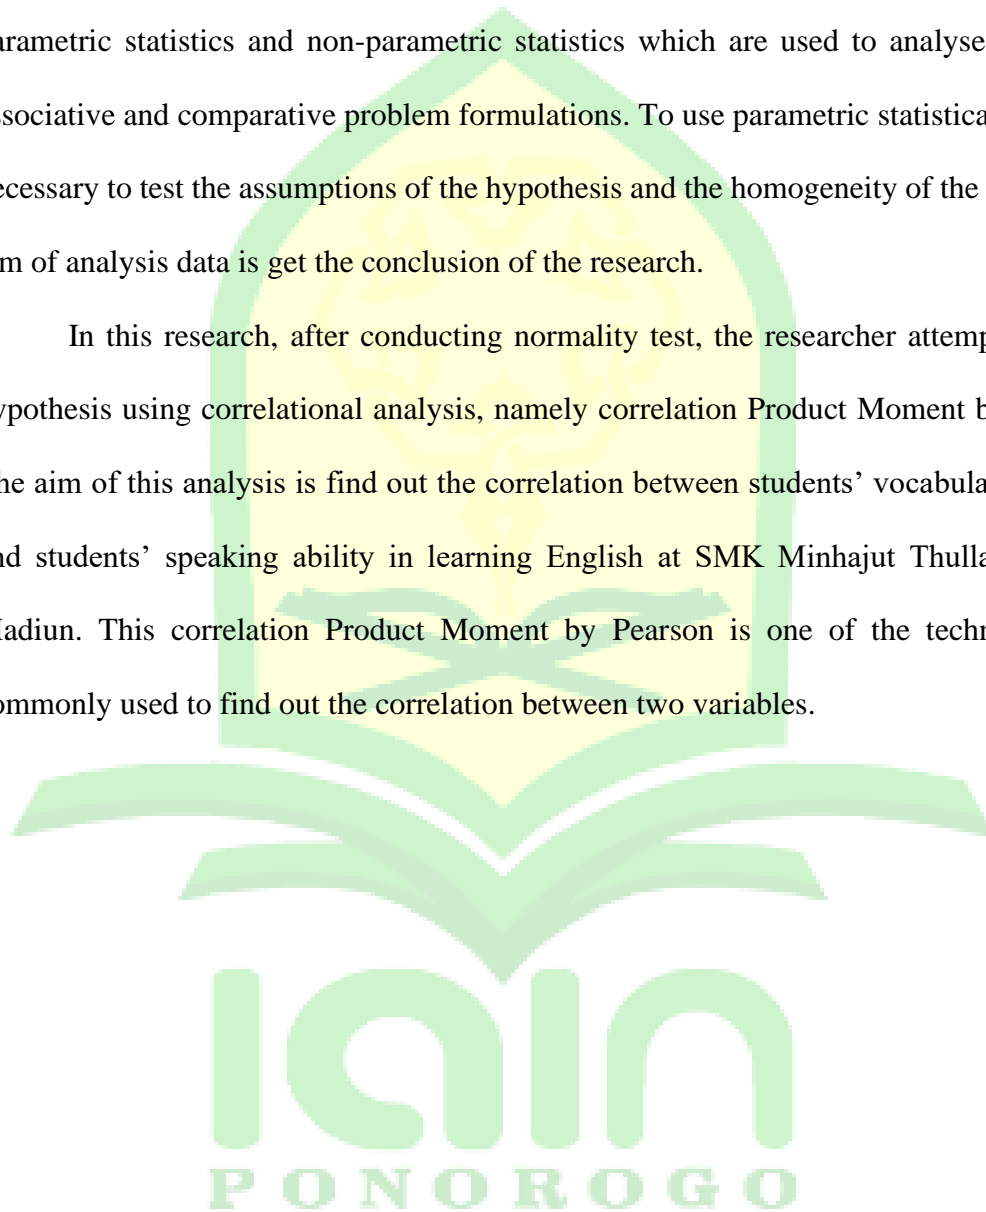 arametric statistics and non-parametric statistics which are used to analyse
ssociative and comparative problem formulations. To use parametric statistica
ecessary to test the assumptions of the hypothesis and the homogeneity of the
m of analysis data is get the conclusion of the research.
In this research, after conducting normality test, the researcher attemp
ypothesis using correlational analysis, namely correlation Product Moment b
he aim of this analysis is find out the correlation between students’ vocabula
nd students’ speaking ability in learning English at SMK Minhajut Thulla
adiun. This correlation Product Moment by Pearson is one of the techn
ommonly used to find out the correlation between two variables.
iain
PONOROGO